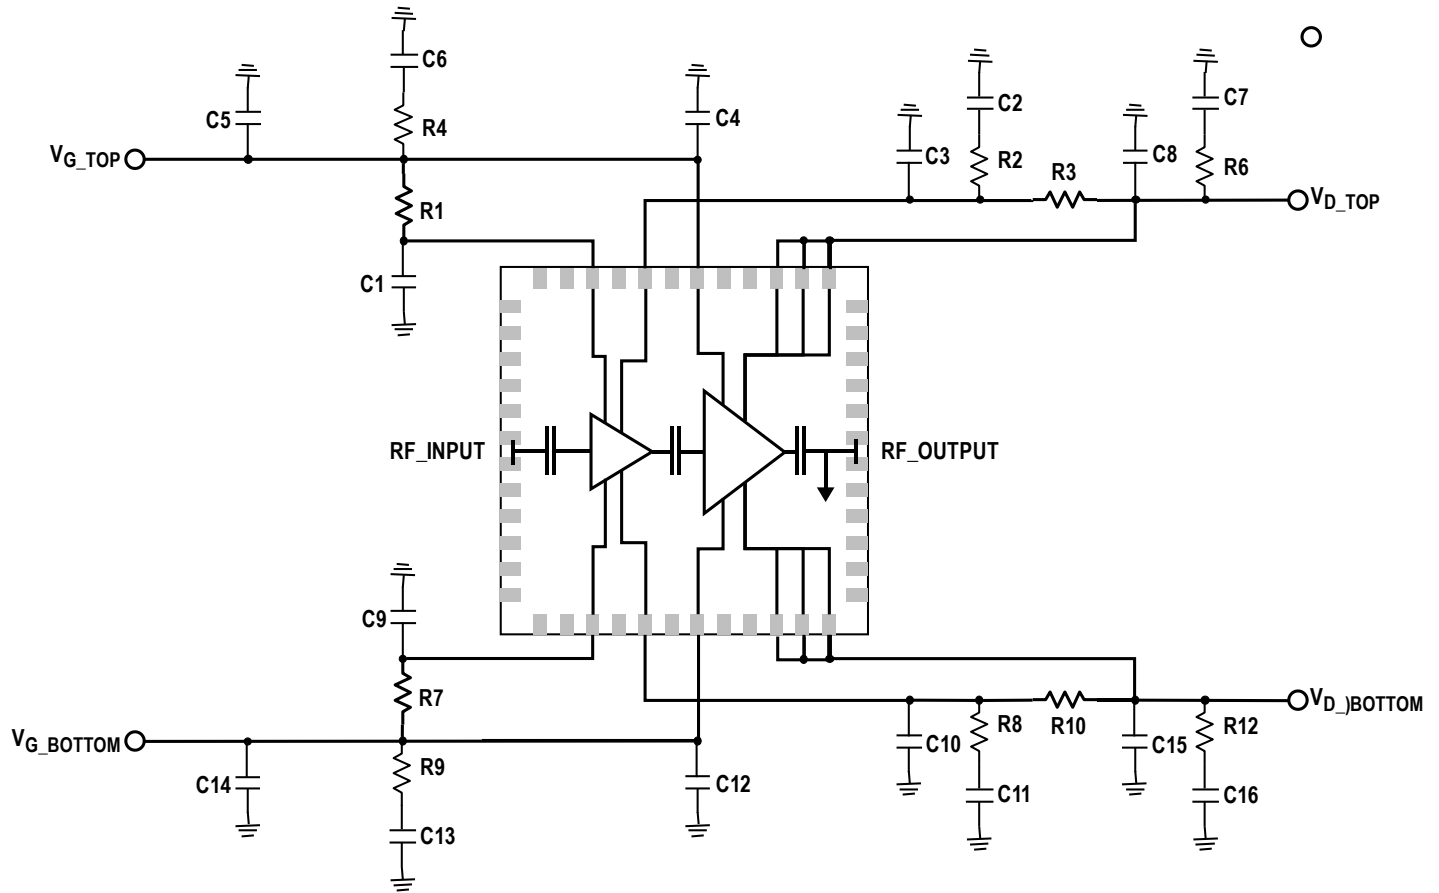 C6
C5
R4
C4
C2
C7
C3
R2
R3
C8
R6
VG_TOP
R1
VD_TOP
C1
RF_INPUT
RF_OUTPUT
C9
R7
VD_)BOTTOM
VG_BOTTOM
R9
C14
C13
C12
C10
R8
R10
C15
R12
C11
C16